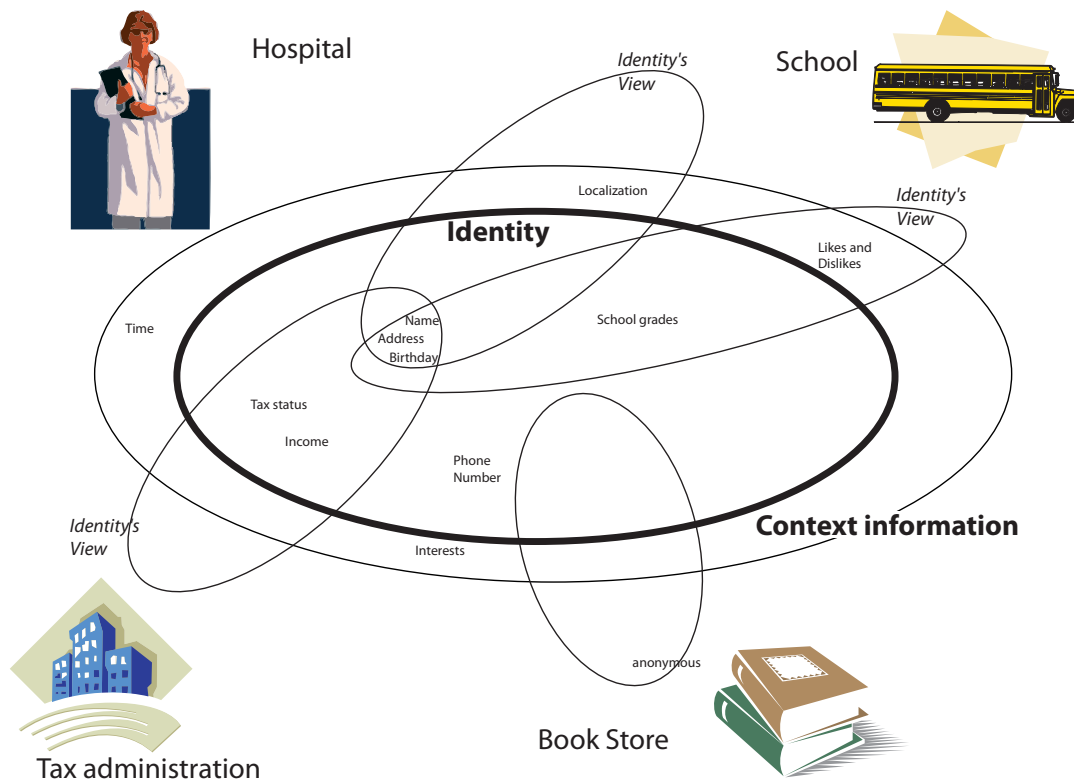 Hospital
Identity's
View
School
Localization
Identity's
View
Identity
Likes and
Dislikes
Time
Name
Address
Birthday
School grades
Tax status
Income
Phone
Number
Identity's
View
Context information
Interests
anonymous
Book Store
Tax administration